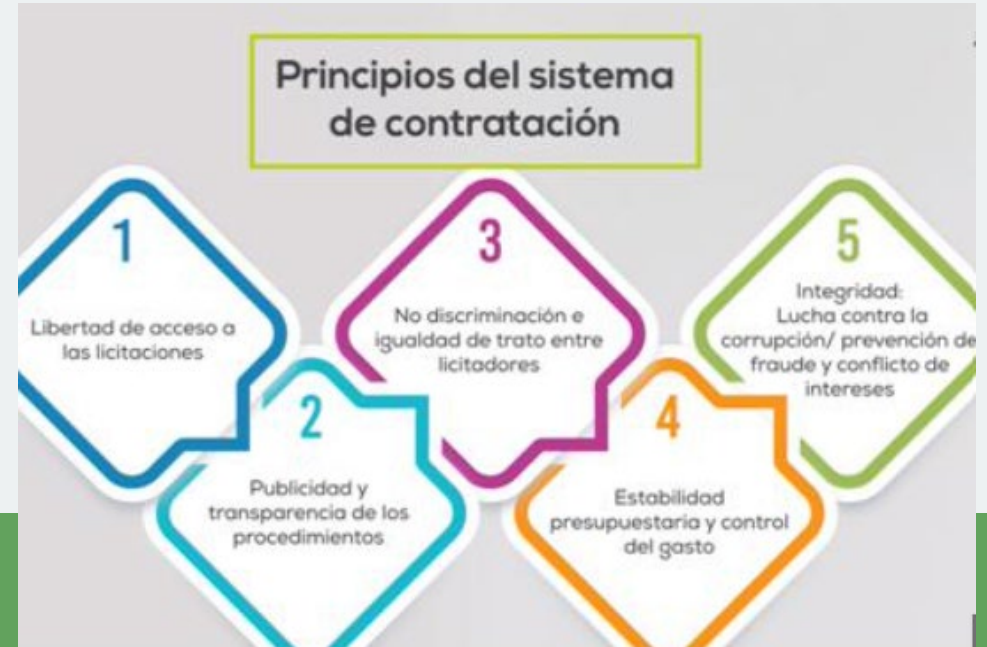 Principios del sistema
de contratación
1
Libertad de acceso a
las licitaciones
2
Publicidad y
transparencia de los
procedimientos
3
No discriminación e
igualdad de trato entre
licitadores
4
Estabilidad
presupuestaria y control
del gasto
5
Integridad:
Lucha contra la
corrupción/ prevención de
fraude y conflicto de
intereses